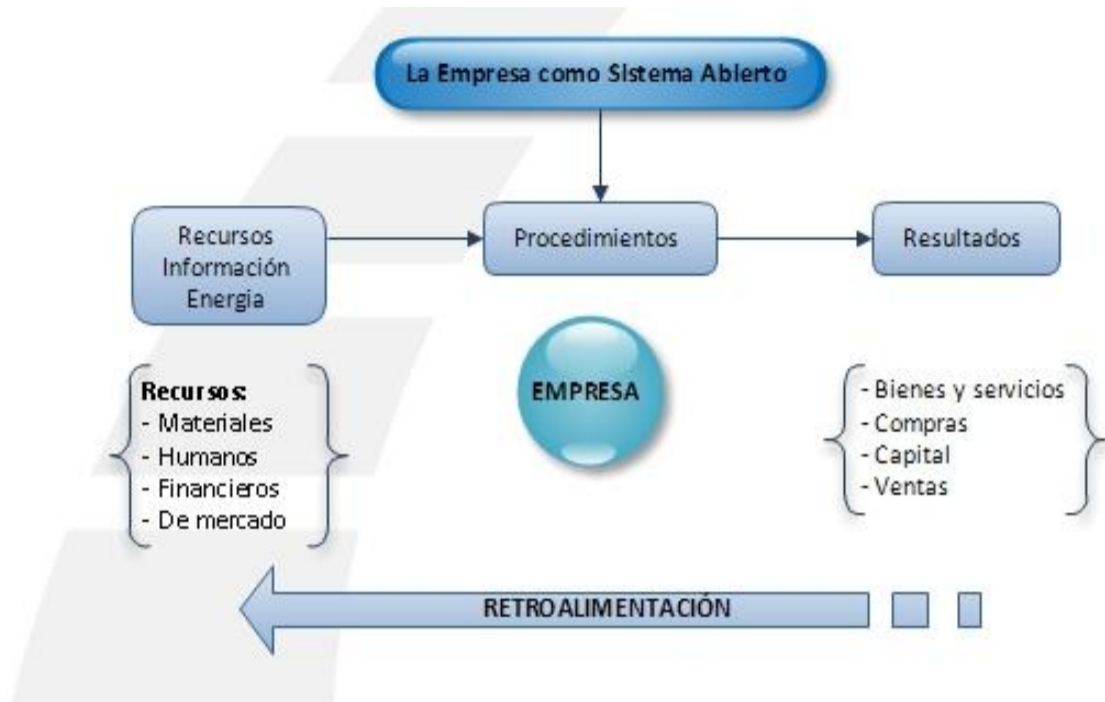 La Empresa como Sistema Abierto
Recursos
Información
Energia
Procedimientos
Resultados
Recursos:
- Materiales
- Humanos
- Financieros
- De mercado
EMPRESA
- Bienes y servicios
- Compras
- Capital
- Ventas
RETROALIMENTACIÓN